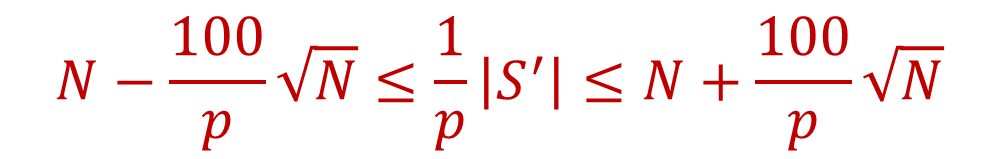 N − 100/p √N ≤ 1/p |S′| ≤ N + 100/p √N